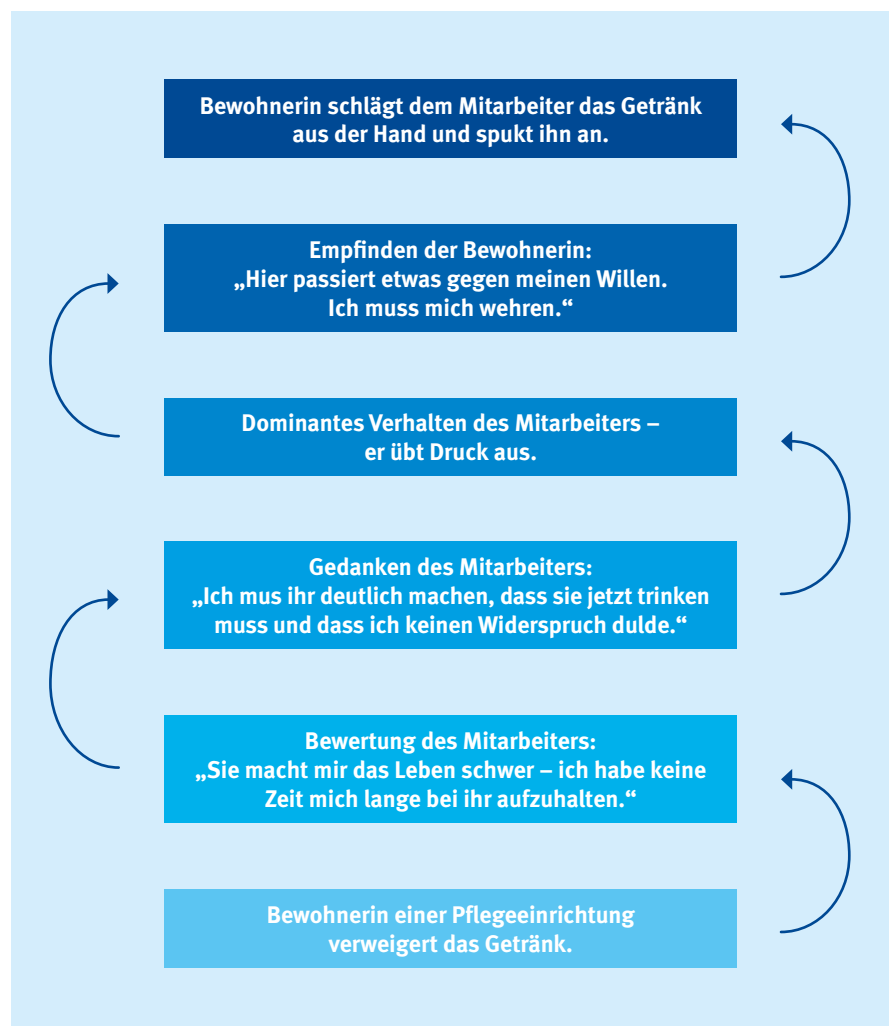 Bewohnerin schlägt dem Mitarbeiter das Getränk
aus der Hand und spukt ihn an.
Empfinden der Bewohnerin:
„Hier passiert etwas gegen meinen Willen.
Ich muss mich wehren.“
Dominantes Verhalten des Mitarbeiters –
er übt Druck aus.
Gedanken des Mitarbeiters:
„Ich mus ihr deutlich machen, dass sie jetzt trinken
muss und dass ich keinen Widerspruch dulde.“
Bewertung des Mitarbeiters:
„Sie macht mir das Leben schwer – ich habe keine
Zeit mich lange bei ihr aufzuhalten.“
Bewohnerin einer Pflegeeinrichtung
verweigert das Getränk.